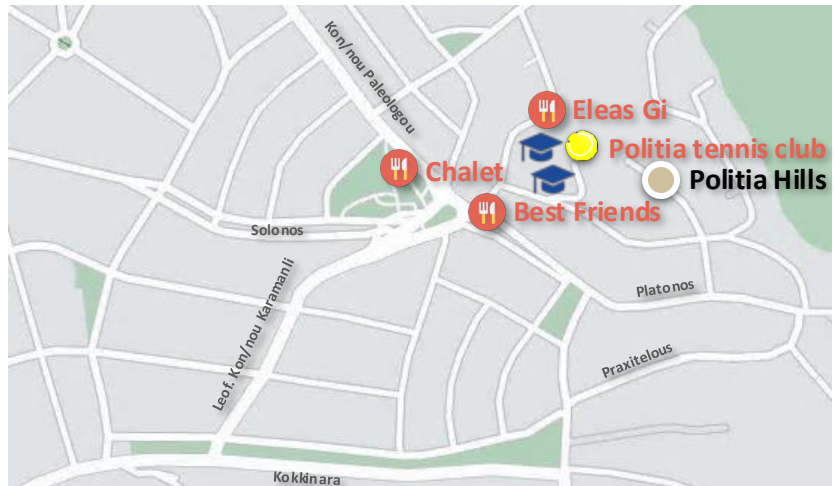 Kon/nou Paleologou
Eleas Gi
Politia tennis club
Chalet
Politia Hills
Best Friends
Solonos
Platonos
Leof. Kon/nou Karamanli
Praxitelous
Kokkinara